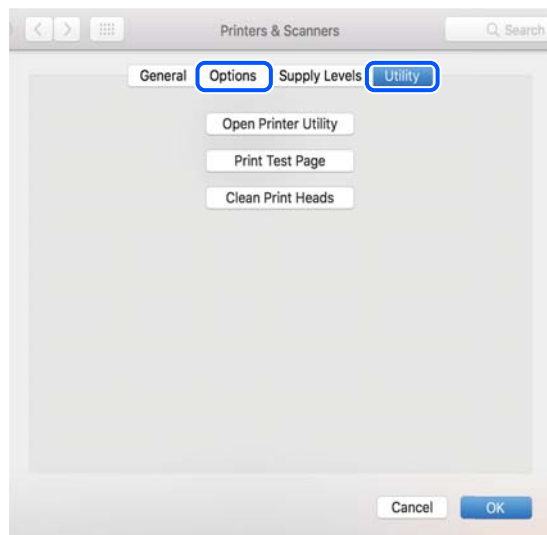 Printers & Scanners Search
General Options Supply Levels Utility
Open Printer Utility
Print Test Page
Clean Print Heads
Cancel OK